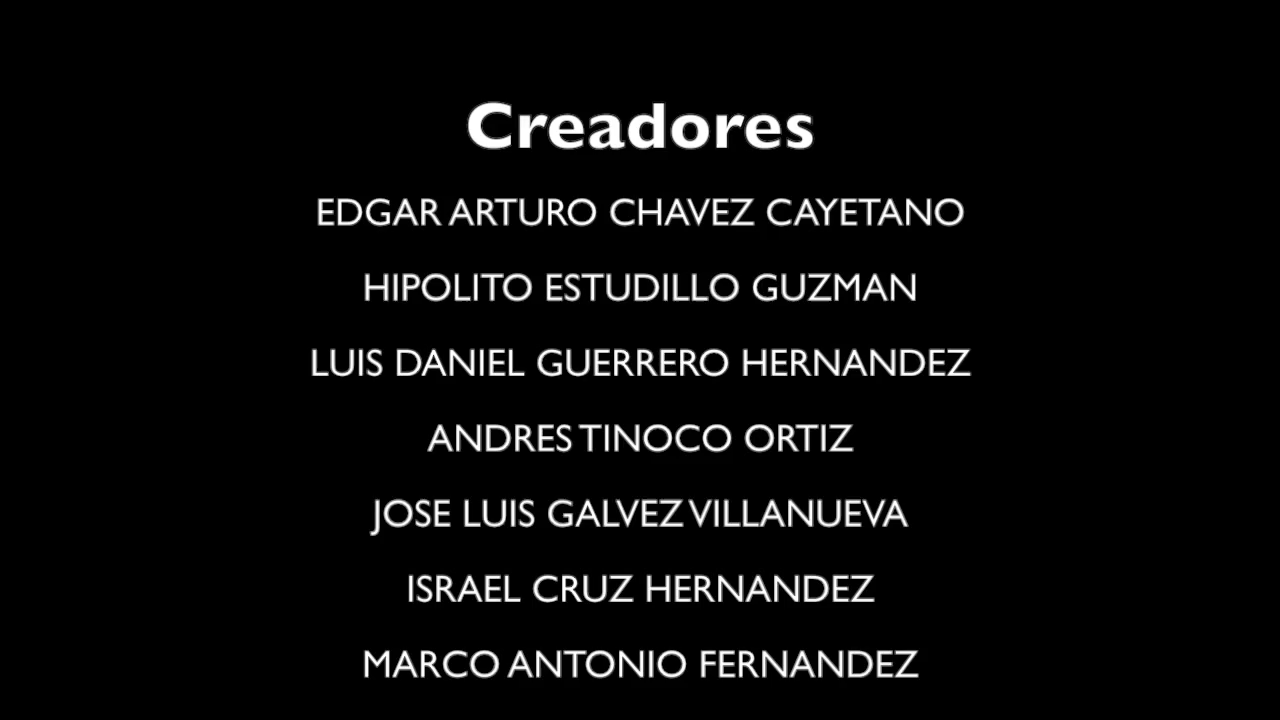 Creadores
EDGAR ARTURO CHAVEZ CAYETANO
HIPOLITO ESTUDILLO GUZMAN
LUIS DANIEL GUERRERO HERNANDEZ
ANDRES TINOCO ORTIZ
JOSE LUIS GALVEZ VILLANUEVA
ISRAEL CRUZ HERNANDEZ
MARCO ANTONIO FERNANDEZ